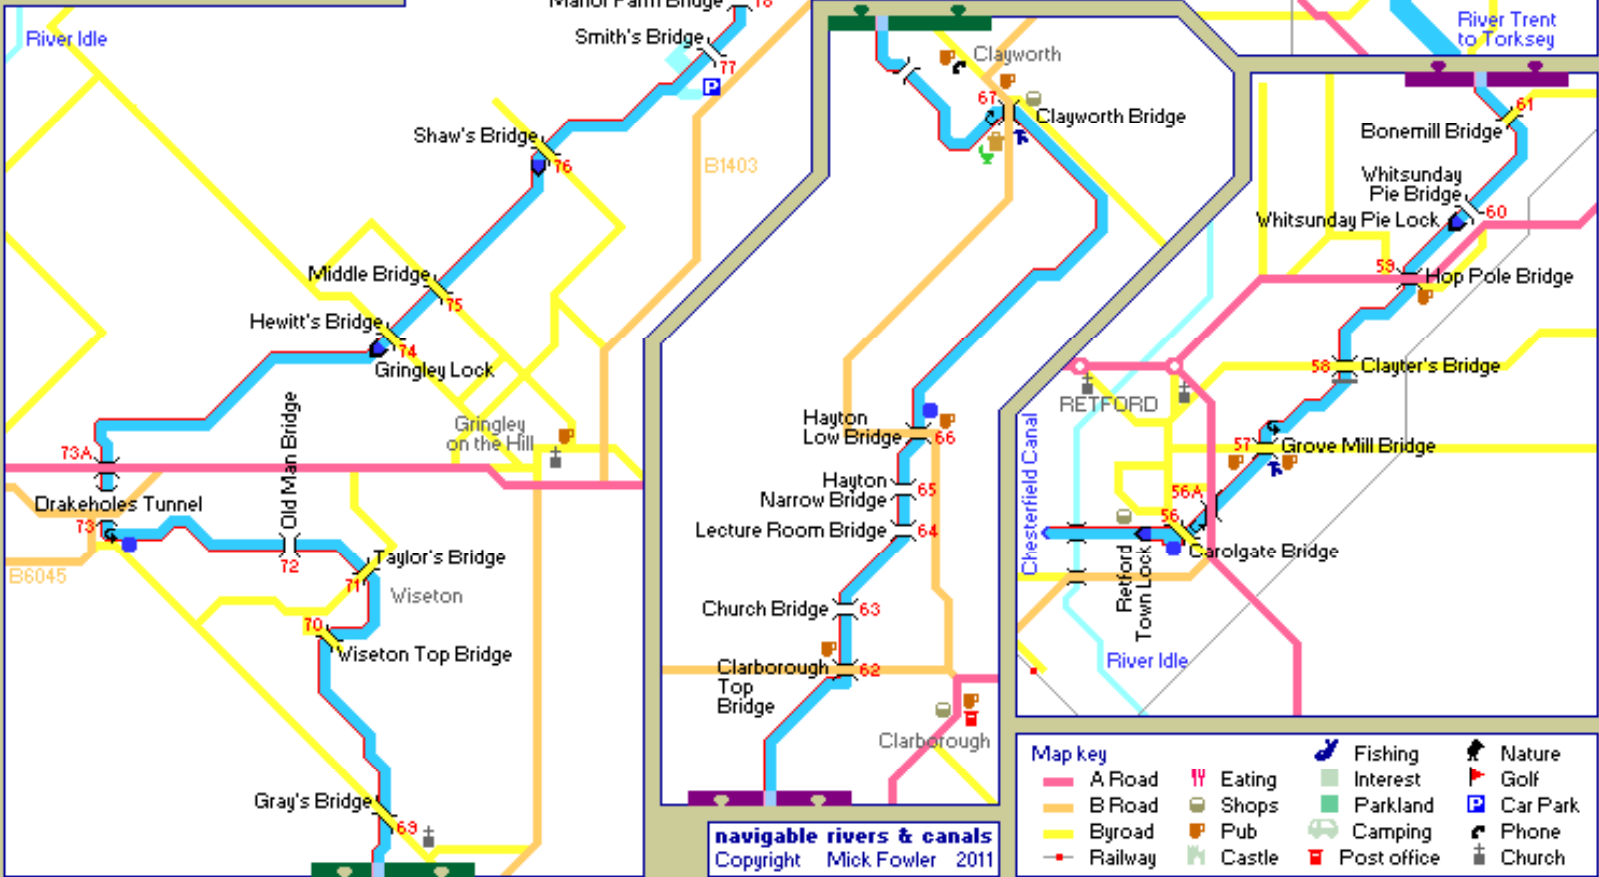 Manor Farm Bridge
78
River Idle
Smith's Bridge
77
P
Shaw's Bridge
76
B1403
Middle Bridge
75
Hewitt's Bridge
74
Gringley Lock
Gringley
on the Hill
Old Man Bridge
73A
Drakeholes Tunnel
73
72
B6045
Taylor's Bridge
71
Wiseton
70
Wiseton Top Bridge
Gray's Bridge
69
Clayworth
67
Clayworth Bridge
Hayton
Low Bridge
66
Hayton
Narrow Bridge
65
Lecture Room Bridge
64
Church Bridge
63
Clarborough
Top
Bridge
62
Clarborough
River Trent
to Torksey
61
Bonemill Bridge
Whitsunday
Pie Bridge
60
Whitsunday Pie Lock
59
Hop Pole Bridge
58
Clayter's Bridge
RETFORD
57
Grove Mill Bridge
56A
56
Carolgate Bridge
Chesterfield Canal
Retford
Town Lock
River Idle
navigable rivers & canals
Copyright Mick Fowler 2011
Map key
A Road
B Road
Byroad
Railway
Eating
Shops
Pub
Castle
Fishing
Interest
Parkland
Camping
Post office
Nature
Golf
P
Car Park
Phone
Church